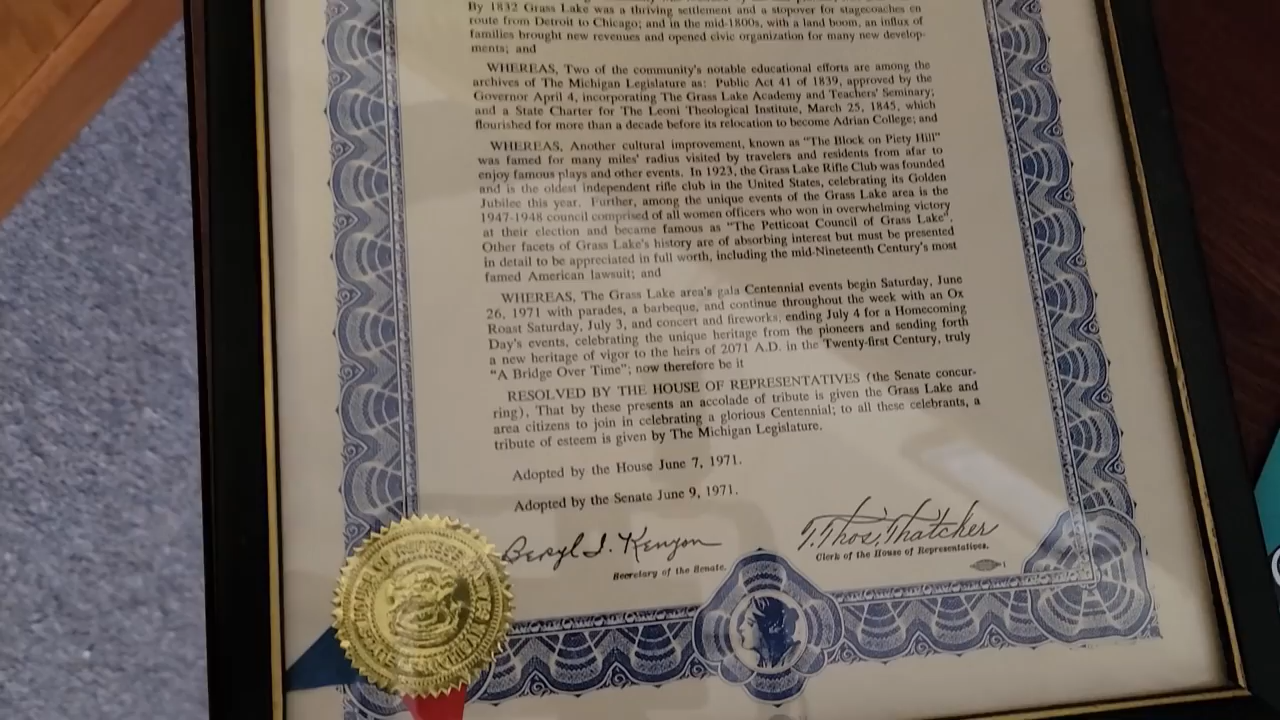 By 1832 Grass Lake was a thriving settlement and a stopover for stagecoaches en
route from Detroit to Chicago; and in the mid-1800s, with a land boom, an influx of
families brought new revenues and opened civic organization for many new develop-
ments; and
WHEREAS, Two of the community's notable educational efforts are among the
archives of The Michigan Legislature as: Public Act 41 of 1839, approved by the
Governor April 4, incorporating The Grass Lake Academy and Teachers' Seminary;
and a State Charter for The Leoni Theological Institute, March 25, 1845, which
flourished for more than a decade before its relocation to become Adrian College; and
WHEREAS, Another cultural improvement, known as "The Block on Piety Hill"
was famed for many miles' radius visited by travelers and residents from afar to
enjoy famous plays and other events. In 1923, the Grass Lake Rifle Club was founded
and is the oldest independent rifle club in the United States, celebrating its Golden
Jubilee this year. Further, among the unique events of the Grass Lake area is the
1947-1948 council comprised of all women officers who won in overwhelming victory
at their election and became famous as "The Petticoat Council of Grass Lake".
Other facets of Grass Lake's history are of absorbing interest but must be presented
in detail to be appreciated in full worth, including the mid-Nineteenth Century's most
famed American lawsuit; and
WHEREAS, The Grass Lake area's gala Centennial events begin Saturday, June
26, 1971 with parades, a barbeque, and continue throughout the week with an Ox
Roast Saturday, July 3, and concert and fireworks, ending July 4 for a Homecoming
Day's events, celebrating the unique heritage from the pioneers and sending forth
a new heritage of vigor to the heirs of 2071 A.D. in the Twenty-first Century, truly
"A Bridge Over Time"; now therefore be it
RESOLVED BY THE HOUSE OF REPRESENTATIVES (the Senate concur-
ring), That by these presents an accolade of tribute is given the Grass Lake and
area citizens to join in celebrating a glorious Centennial; to all these celebrants, a
tribute of esteem is given by The Michigan Legislature.
Adopted by the House June 7, 1971.
Adopted by the Senate June 9, 1971.
Beryl I. Kenyon
Secretary of the Senate.
T. Thos. Thatcher
Clerk of the House of Representatives.